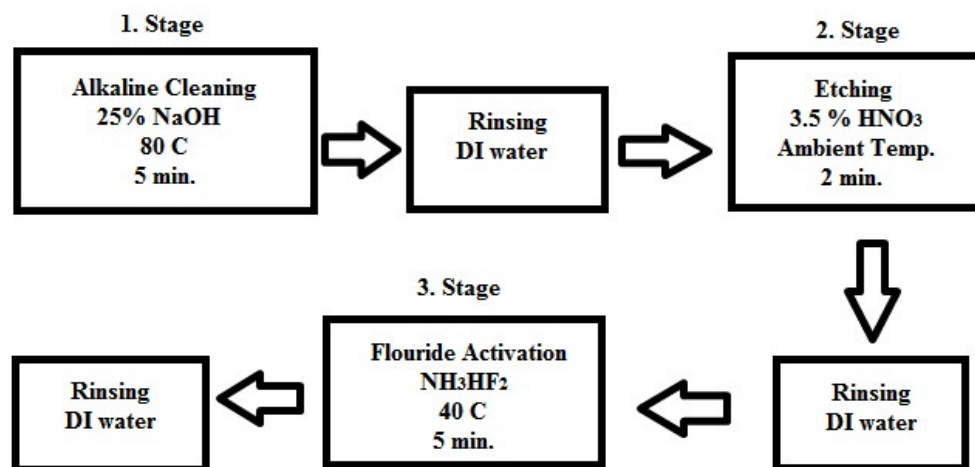 1. Stage
Alkaline Cleaning
25% NaOH
80 C
5 min.
Rinsing
DI water
2. Stage
Etching
3.5 % HNO3
Ambient Temp.
2 min.
Rinsing
DI water
3. Stage
Flouride Activation
NH3HF2
40 C
5 min.
Rinsing
DI water